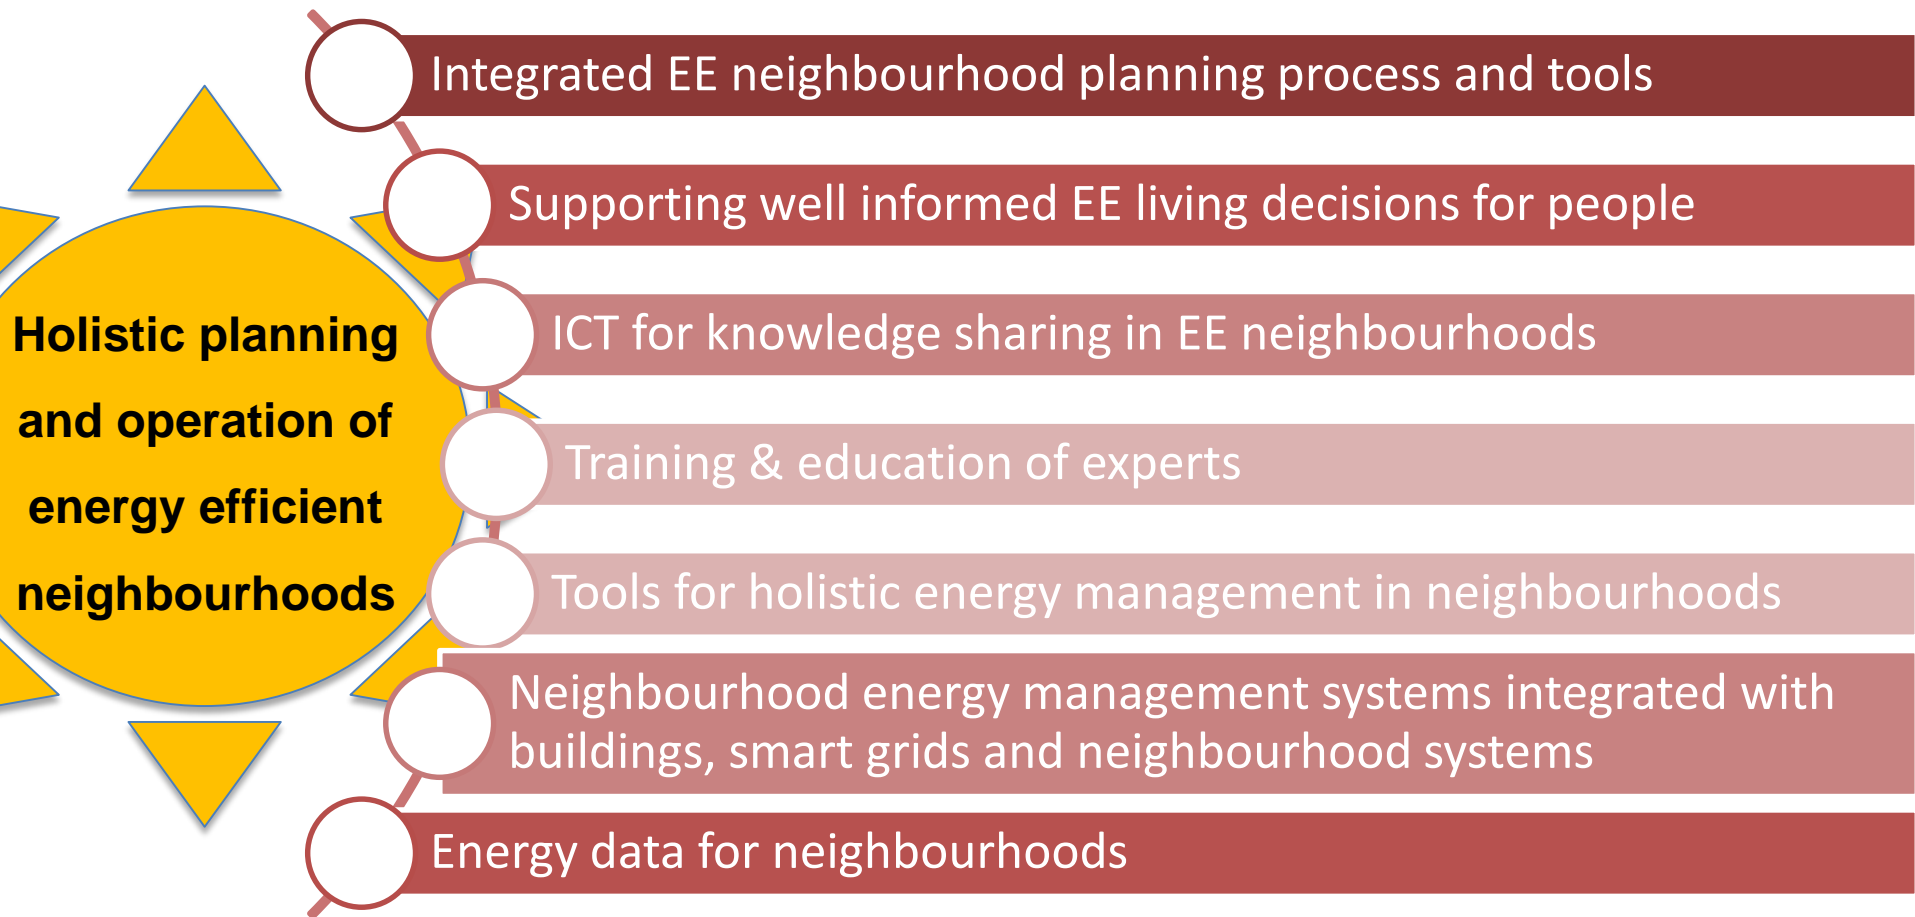 Holistic planning
and operation of
energy efficient
neighbourhoods
Integrated EE neighbourhood planning process and tools
Supporting well informed EE living decisions for people
ICT for knowledge sharing in EE neighbourhoods
Training & education of experts
Tools for holistic energy management in neighbourhoods
Neighbourhood energy management systems integrated with
buildings, smart grids and neighbourhood systems
Energy data for neighbourhoods